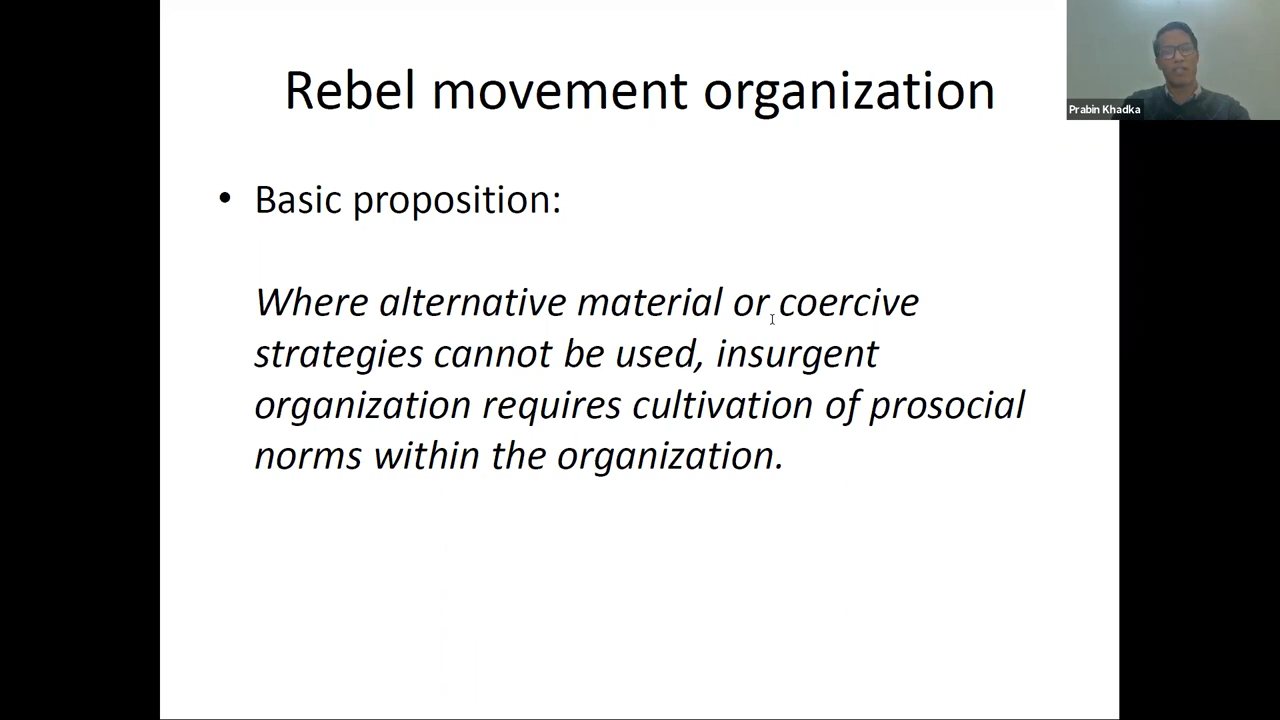 Rebel movement organization
Prabin Khadka
• Basic proposition:
Where alternative material or coercive
strategies cannot be used, insurgent
organization requires cultivation of prosocial
norms within the organization.